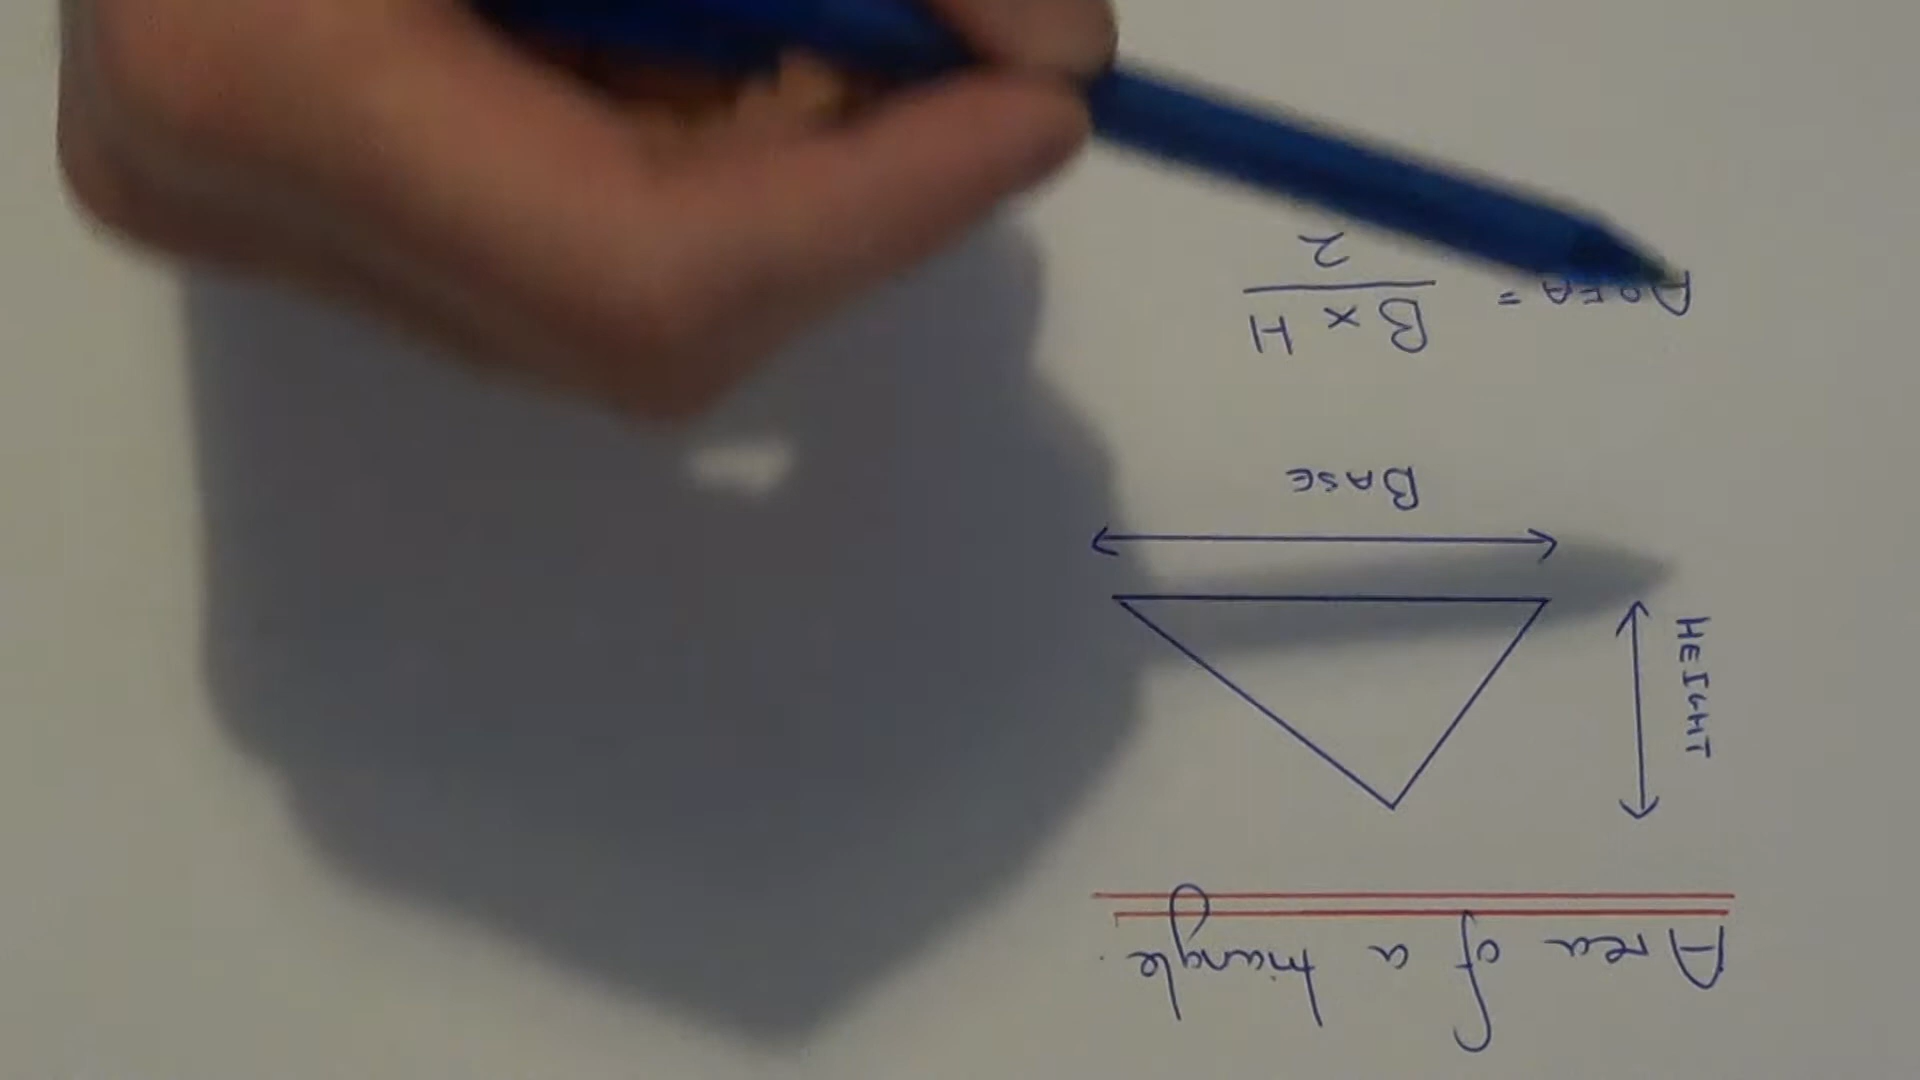 Area of a triangle.
HEIGHT
BASE
AREA = B x H
2